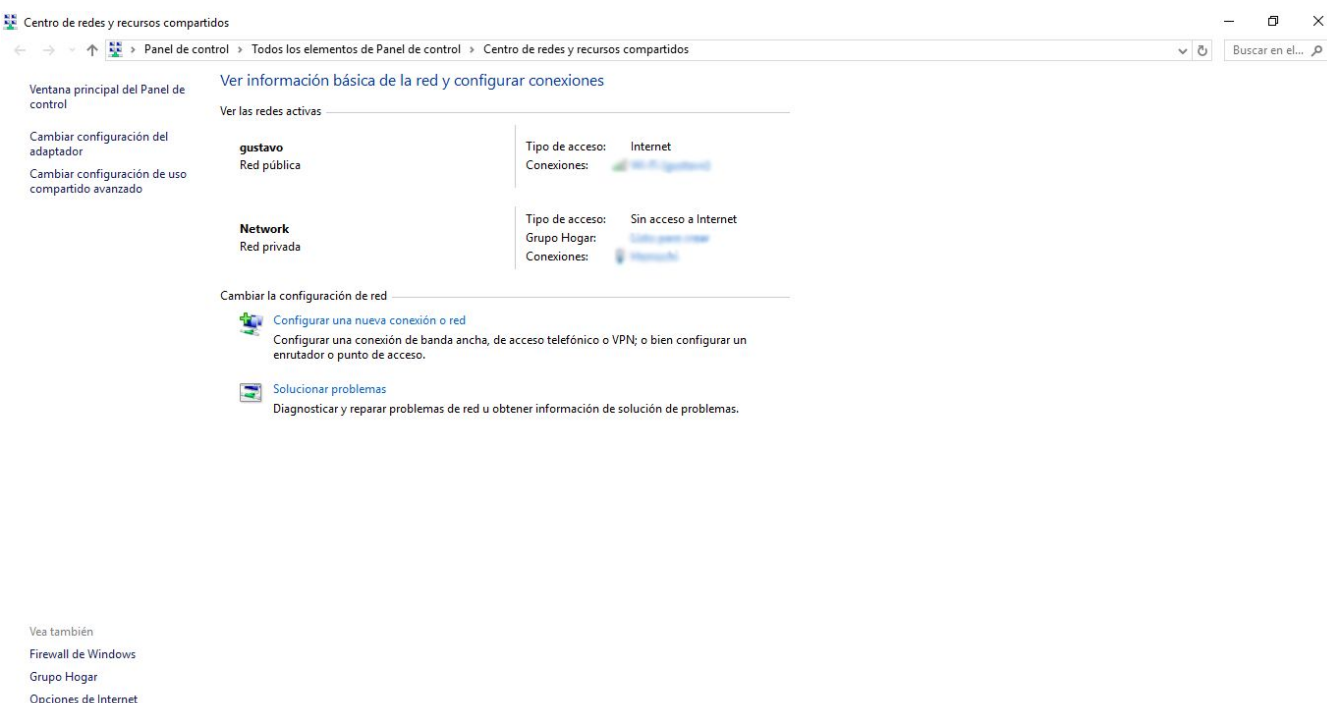 Centro de redes y recursos compartidos
Panel de control > Todos los elementos de Panel de control > Centro de redes y recursos compartidos
Buscar en el...
Ventana principal del Panel de
control
Cambiar configuración del
adaptador
Cambiar configuración de uso
compartido avanzado
Ver información básica de la red y configurar conexiones
Ver las redes activas
gustavo
Red pública
Tipo de acceso: Internet
Conexiones:
Network
Red privada
Tipo de acceso: Sin acceso a Internet
Grupo Hogar:
Conexiones:
Cambiar la configuración de red
Configurar una nueva conexión o red
Configurar una conexión de banda ancha, de acceso telefónico o VPN; o bien configurar un
enrutador o punto de acceso.
Solucionar problemas
Diagnosticar y reparar problemas de red u obtener información de solución de problemas.
Vea también
Firewall de Windows
Grupo Hogar
Opciones de Internet